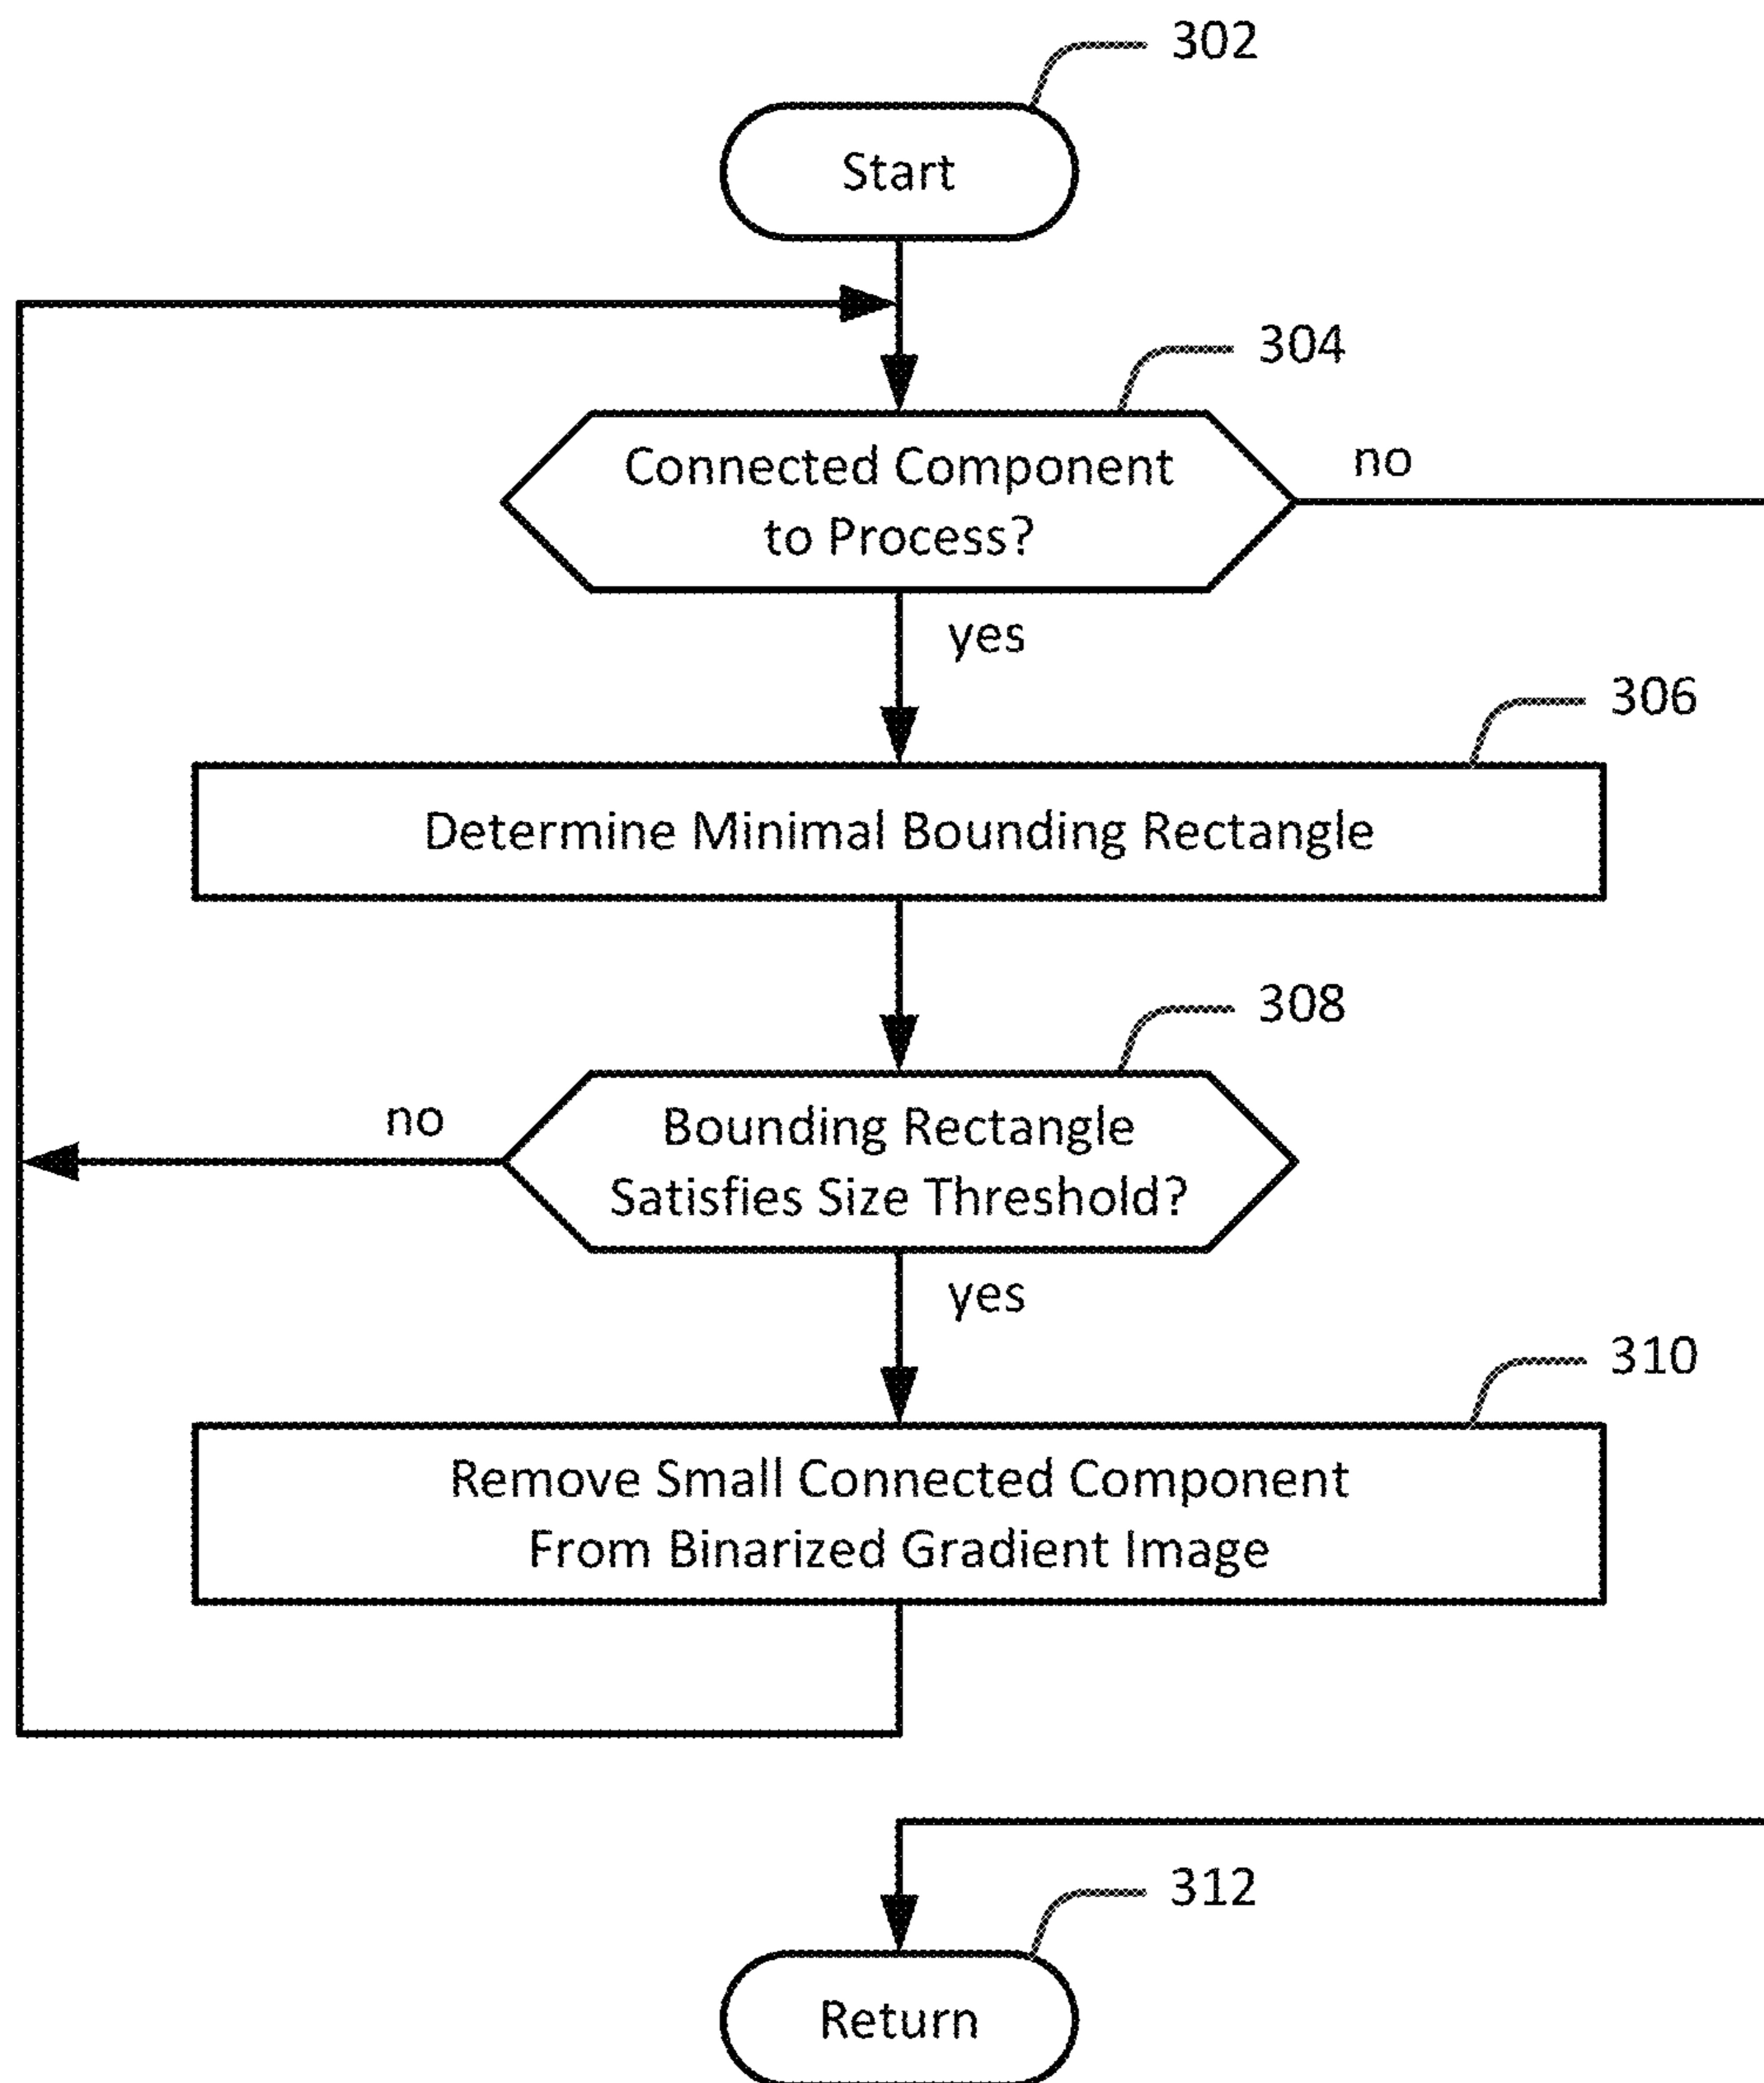 302
Start
304
Connected Component
to Process?
no
yes
306
Determine Minimal Bounding Rectangle
308
no
Bounding Rectangle
Satisfies Size Threshold?
yes
310
Remove Small Connected Component
From Binarized Gradient Image
312
Return